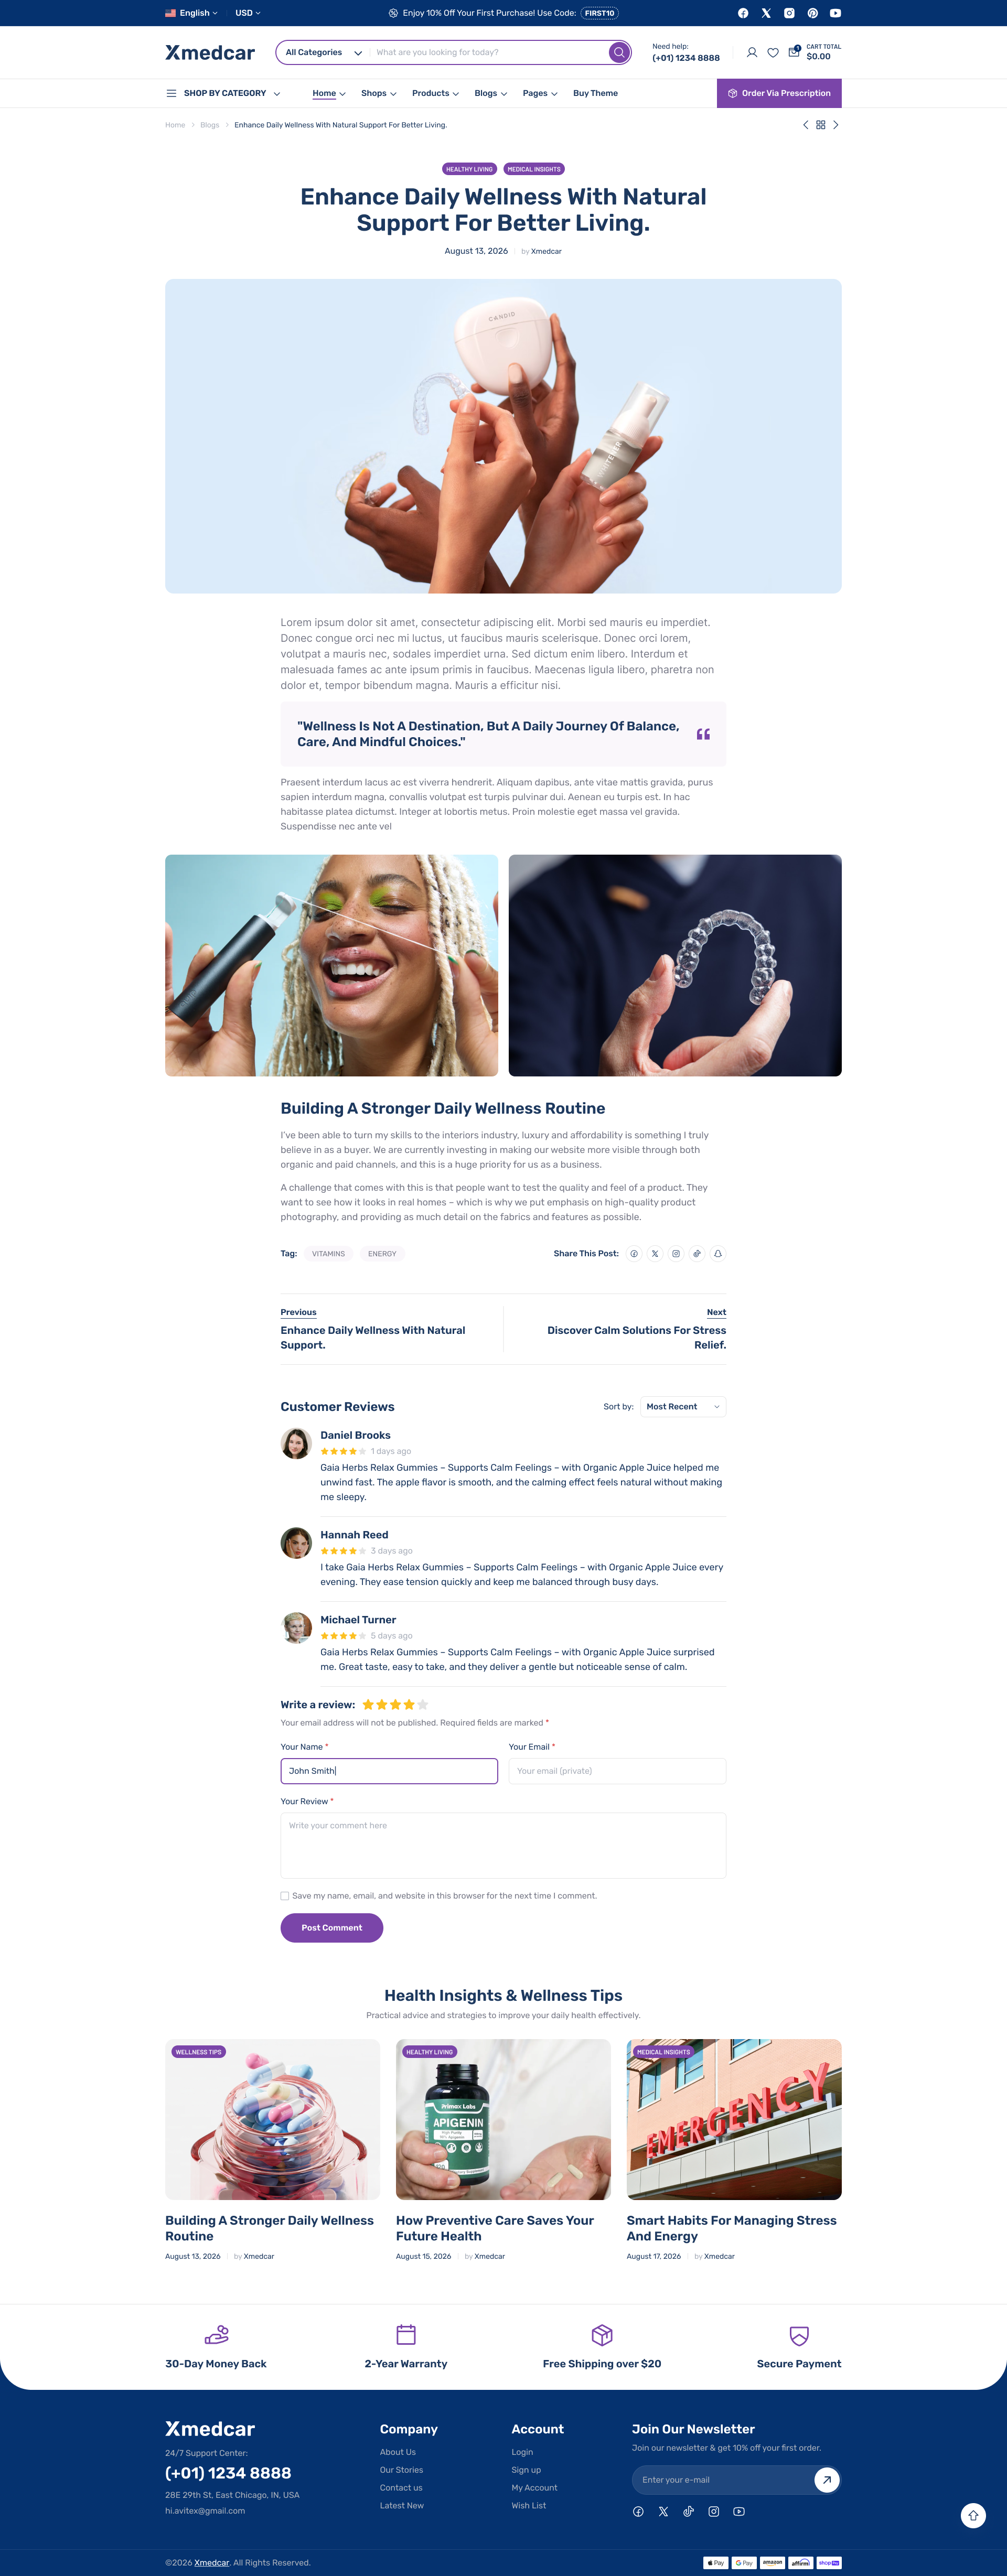 English USD Enjoy 10% Off Your First Purchase! Use Code: FIRST10
Xmedcar All Categories What are you looking for today? Need help: (+01) 1234 8888 1 CART TOTAL $0.00
SHOP BY CATEGORY Home Shops Products Blogs Pages Buy Theme Order Via Prescription
Home Blogs Enhance Daily Wellness With Natural Support For Better Living.
HEALTHY LIVING MEDICAL INSIGHTS
Enhance Daily Wellness With Natural
Support For Better Living.
August 13, 2026 by Xmedcar
CANDID
Lorem ipsum dolor sit amet, consectetur adipiscing elit. Morbi sed mauris eu imperdiet.
Donec congue orci nec mi luctus, ut faucibus mauris scelerisque. Donec orci lorem,
volutpat a mauris nec, sodales imperdiet urna. Sed dictum enim libero. Interdum et
malesuada fames ac ante ipsum primis in faucibus. Maecenas ligula libero, pharetra non
dolor et, tempor bibendum magna. Mauris a efficitur nisi.
"Wellness Is Not A Destination, But A Daily Journey Of Balance,
Care, And Mindful Choices."
Praesent interdum lacus ac est viverra hendrerit. Aliquam dapibus, ante vitae mattis gravida, purus
sapien interdum magna, convallis volutpat est turpis pulvinar dui. Aenean eu turpis est. In hac
habitasse platea dictumst. Integer at lobortis metus. Proin molestie eget massa vel gravida.
Suspendisse nec ante vel
Building A Stronger Daily Wellness Routine
I've been able to turn my skills to the interiors industry, luxury and affordability is something I truly
believe in as a buyer. We are currently investing in making our website more visible through both
organic and paid channels, and this is a huge priority for us as a business.
A challenge that comes with this is that people want to test the quality and feel of a product. They
want to see how it looks in real homes – which is why we put emphasis on high-quality product
photography, and providing as much detail on the fabrics and features as possible.
Tag: VITAMINS ENERGY Share This Post:
Previous
Enhance Daily Wellness With Natural
Support.
Next
Discover Calm Solutions For Stress
Relief.
Customer Reviews Sort by: Most Recent
Daniel Brooks
1 days ago
Gaia Herbs Relax Gummies – Supports Calm Feelings – with Organic Apple Juice helped me
unwind fast. The apple flavor is smooth, and the calming effect feels natural without making
me sleepy.
Hannah Reed
3 days ago
I take Gaia Herbs Relax Gummies – Supports Calm Feelings – with Organic Apple Juice every
evening. They ease tension quickly and keep me balanced through busy days.
Michael Turner
5 days ago
Gaia Herbs Relax Gummies – Supports Calm Feelings – with Organic Apple Juice surprised
me. Great taste, easy to take, and they deliver a gentle but noticeable sense of calm.
Write a review:
Your email address will not be published. Required fields are marked *
Your Name * Your Email *
John Smith Your email (private)
Your Review *
Write your comment here
Save my name, email, and website in this browser for the next time I comment.
Post Comment
Health Insights & Wellness Tips
Practical advice and strategies to improve your daily health effectively.
WELLNESS TIPS
Building A Stronger Daily Wellness
Routine
August 13, 2026 by Xmedcar
HEALTHY LIVING
Primax Labs
APIGENIN
How Preventive Care Saves Your
Future Health
August 15, 2026 by Xmedcar
MEDICAL INSIGHTS
EMERGENCY
Smart Habits For Managing Stress
And Energy
August 17, 2026 by Xmedcar
30-Day Money Back 2-Year Warranty Free Shipping over $20 Secure Payment
Xmedcar
24/7 Support Center:
(+01) 1234 8888
28E 29th St, East Chicago, IN, USA
hi.avitex@gmail.com
Company
About Us
Our Stories
Contact us
Latest New
Account
Login
Sign up
My Account
Wish List
Join Our Newsletter
Join our newsletter & get 10% off your first order.
Enter your e-mail
©2026 Xmedcar. All Rights Reserved.
Pay G Pay amazon affirm shop Pay